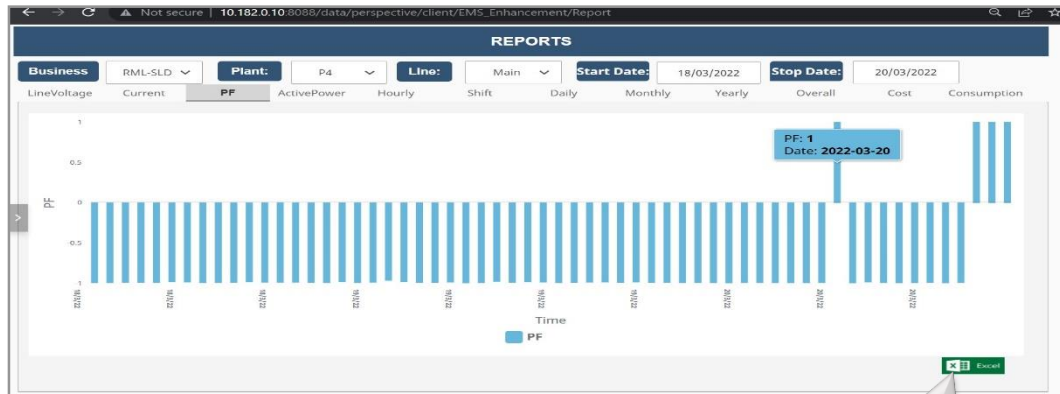 Not secure | 10.182.0.10:8088/data/perspective/client/EMS_Enhancement/Report
REPORTS
Business RML-SLD Plant: P4 Line: Main Start Date: 18/03/2022 Stop Date: 20/03/2022
LineVoltage Current PF ActivePower Hourly Shift Daily Monthly Yearly Overall Cost Consumption
1
PF: 1
Date: 2022-03-20
0.5
PF
0
0.5
1
Time
PF
Excel